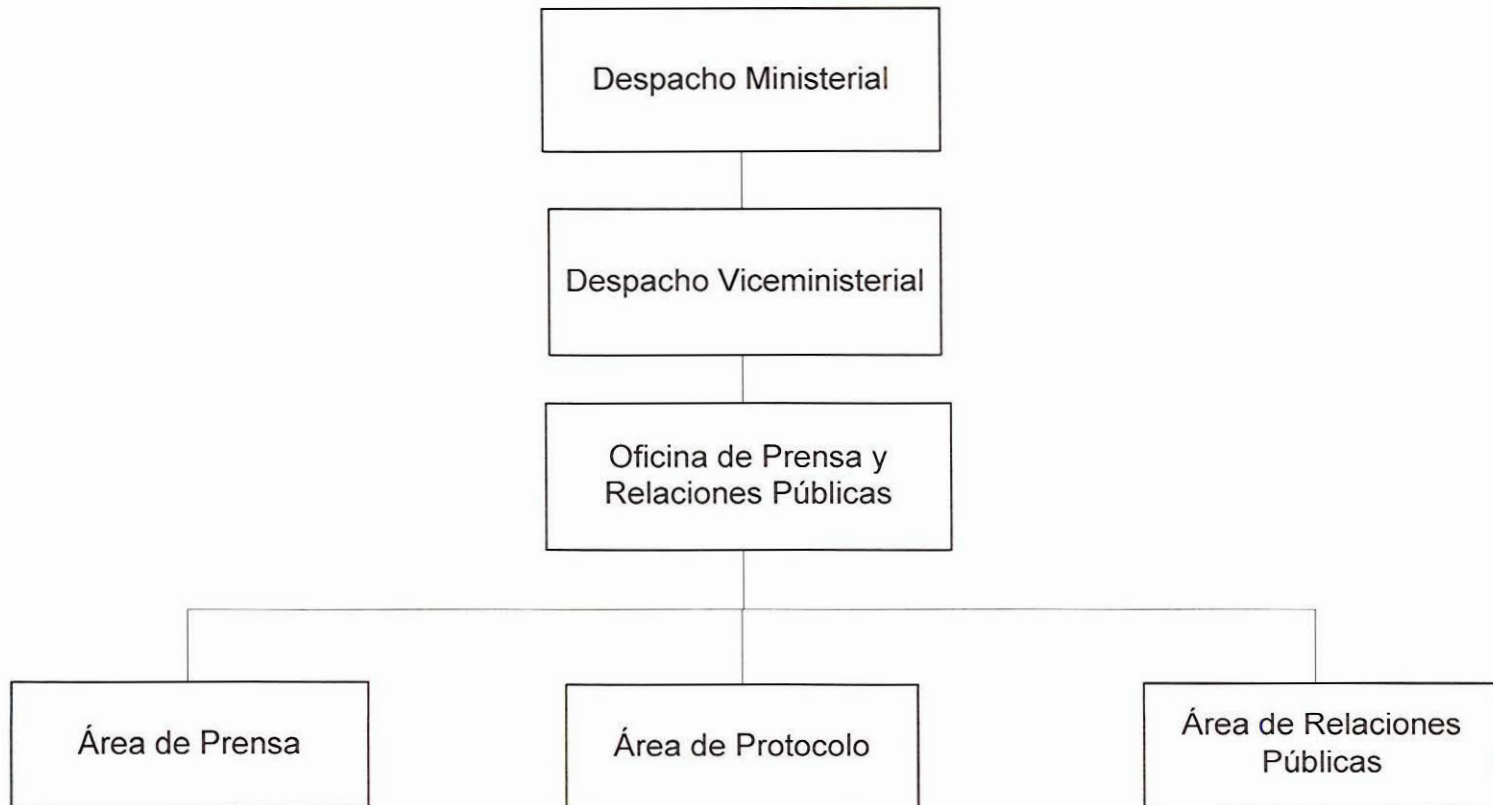 Despacho Ministerial
Despacho Viceministerial
Oficina de Prensa y
Relaciones Públicas
Área de Prensa
Área de Protocolo
Área de Relaciones
Públicas